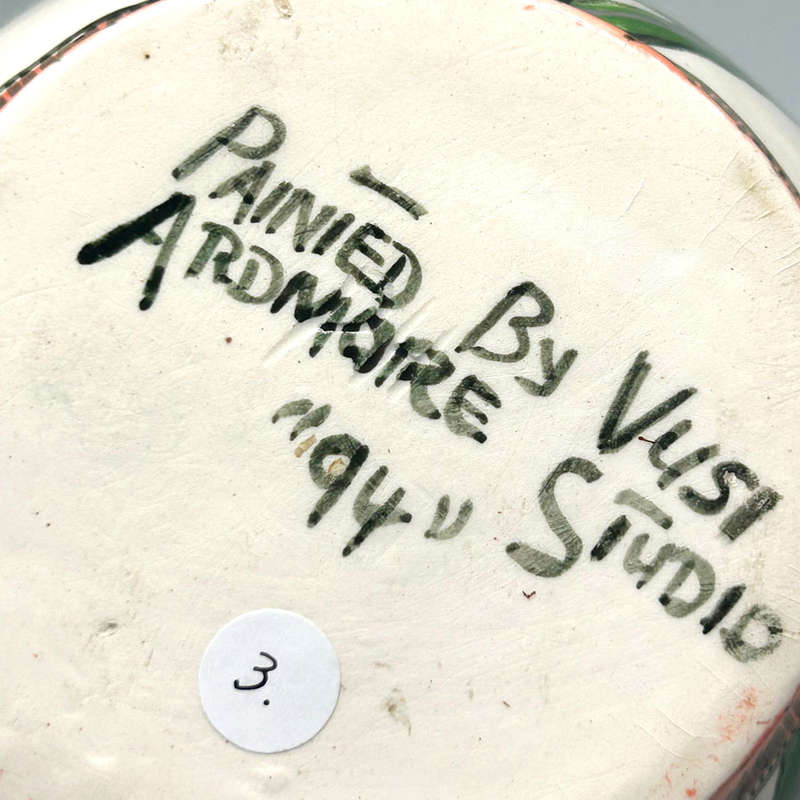 PAINTED By VUSI
ARDMORE STUDIO
"94"
3.